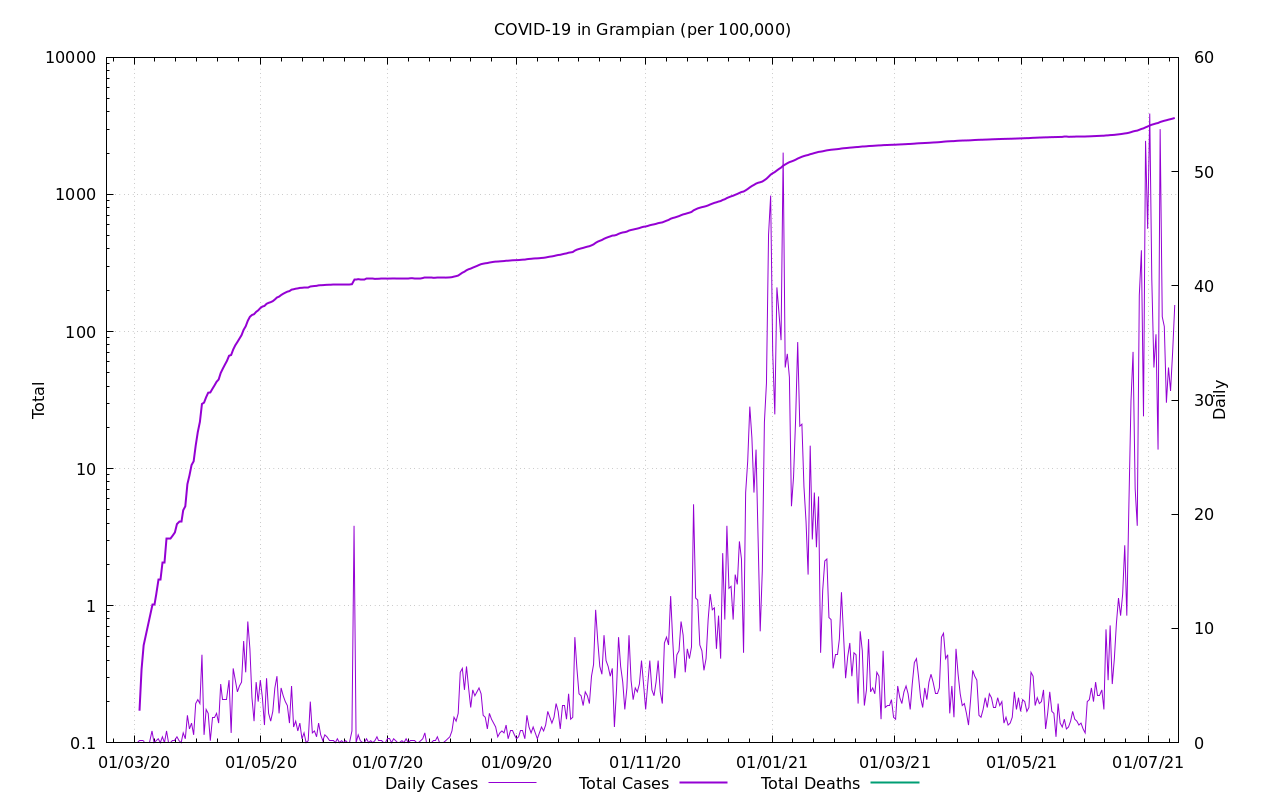 COVID-19 in Grampian (per 100,000)
10000
1000
100
10
1
0.1
Total
60
50
40
30
20
10
0
Daily
01/03/20 01/05/20 01/07/20 01/09/20 01/11/20 01/01/21 01/03/21 01/05/21 01/07/21
Daily Cases Total Cases Total Deaths